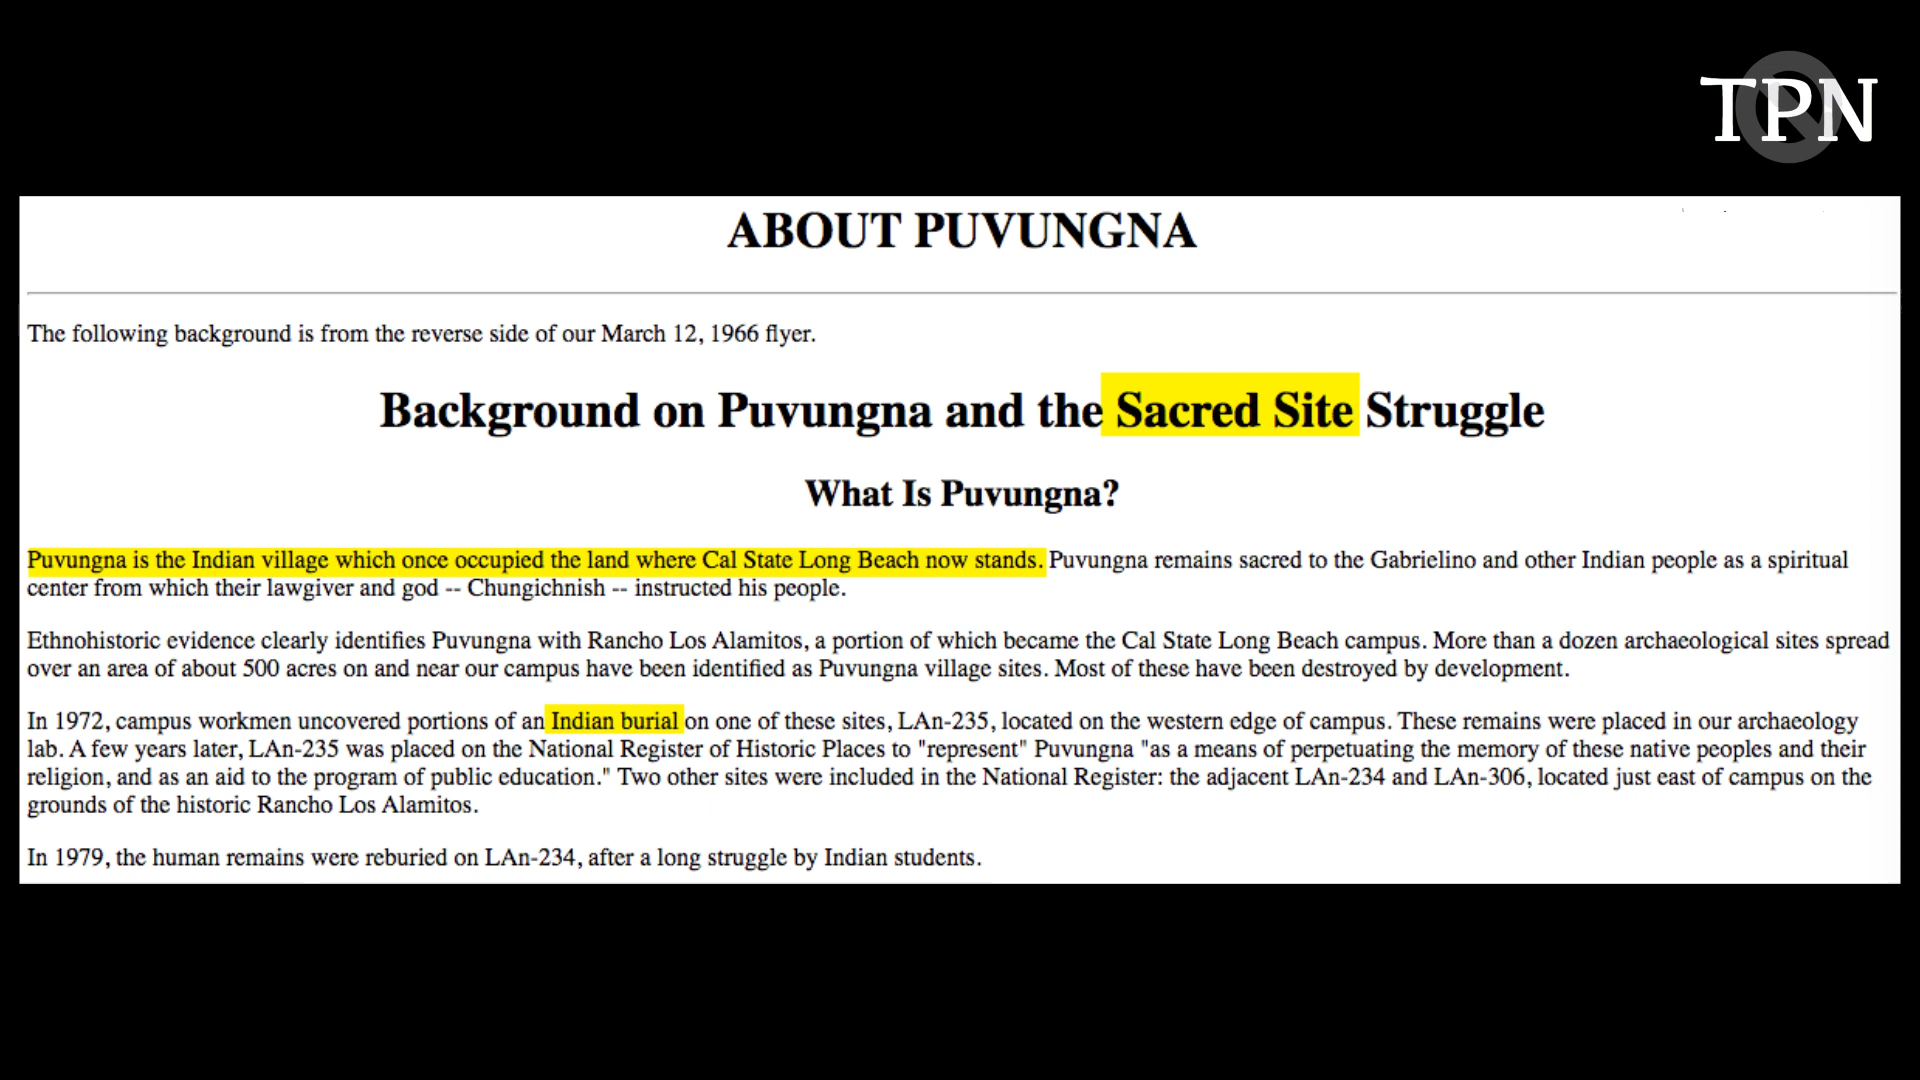 TPN
ABOUT PUVUNGNA
The following background is from the reverse side of our March 12, 1966 flyer.
Background on Puvungna and the Sacred Site Struggle
What Is Puvungna?
Puvungna is the Indian village which once occupied the land where Cal State Long Beach now stands. Puvungna remains sacred to the Gabrielino and other Indian people as a spiritual
center from which their lawgiver and god -- Chungichnish -- instructed his people.
Ethnohistoric evidence clearly identifies Puvungna with Rancho Los Alamitos, a portion of which became the Cal State Long Beach campus. More than a dozen archaeological sites spread
over an area of about 500 acres on and near our campus have been identified as Puvungna village sites. Most of these have been destroyed by development.
In 1972, campus workmen uncovered portions of an Indian burial on one of these sites, LAn-235, located on the western edge of campus. These remains were placed in our archaeology
lab. A few years later, LAn-235 was placed on the National Register of Historic Places to "represent" Puvungna "as a means of perpetuating the memory of these native peoples and their
religion, and as an aid to the program of public education." Two other sites were included in the National Register: the adjacent LAn-234 and LAn-306, located just east of campus on the
grounds of the historic Rancho Los Alamitos.
In 1979, the human remains were reburied on LAn-234, after a long struggle by Indian students.